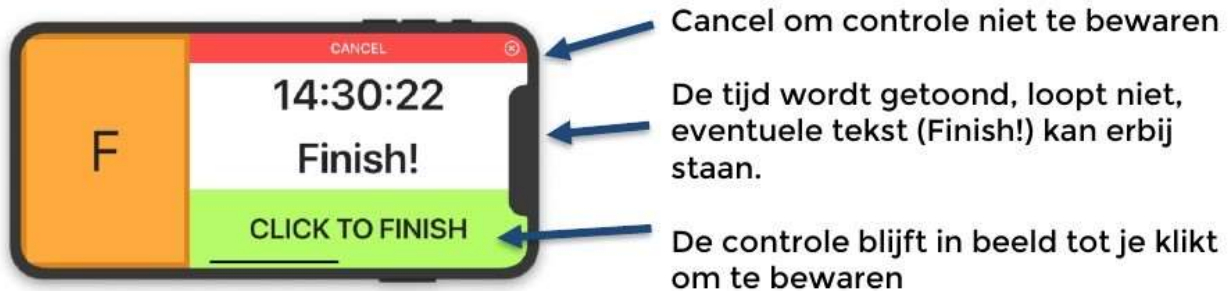 F
CANCEL
14:30:22
Finish!
CLICK TO FINISH
Cancel om controle niet te bewaren
De tijd wordt getoond, loopt niet,
eventuele tekst (Finish!) kan erbij
staan.
De controle blijft in beeld tot je klikt
om te bewaren